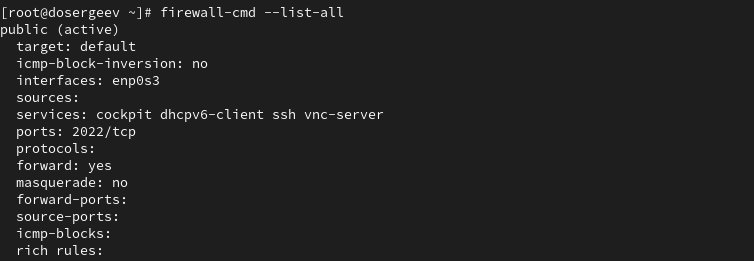 [root@dosergeev ~]# firewall-cmd --list-all
public (active)
  target: default
  icmp-block-inversion: no
  interfaces: enp0s3
  sources:
  services: cockpit dhcpv6-client ssh vnc-server
  ports: 2022/tcp
  protocols:
  forward: yes
  masquerade: no
  forward-ports:
  source-ports:
  icmp-blocks:
  rich rules: